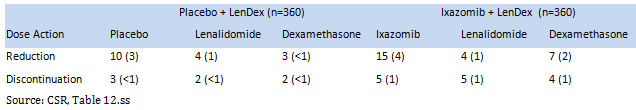 Placebo + LenDex (n=360) Ixazomib + LenDex (n=360)
Dose Action Placebo Lenalidomide Dexamethasone Ixazomib Lenalidomide Dexamethasone
Reduction 10 (3) 4 (1) 3 (<1) 15 (4) 4 (1) 7 (2)
Discontinuation 3 (<1) 2 (<1) 2 (<1) 5 (1) 5 (1) 4 (1)
Source: CSR, Table 12.ss